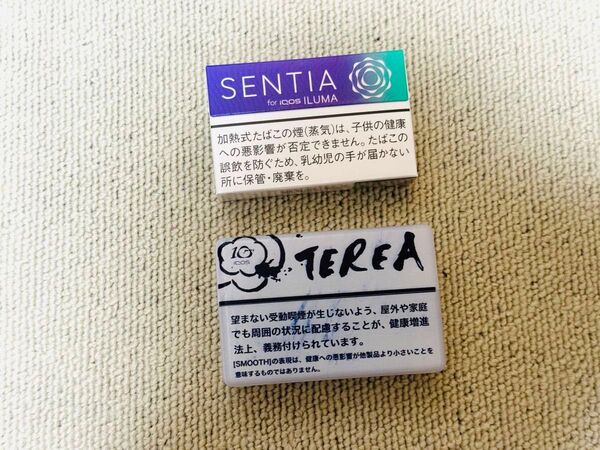 SENTIA
for IQOS ILUMA
加熱式たばこの煙(蒸気)は、子供の健康
への悪影響が否定できません。たばこの
誤飲を防ぐため、乳幼児の手が届かない
所に保管・廃棄を。
10
IQOS
TEREA
望まない受動喫煙が生じないよう、屋外や家庭
でも周囲の状況に配慮することが、健康増進
法上、義務付けられています。
[SMOOTH]の表現は、健康への悪影響が他製品より小さいことを
意味するものではありません。